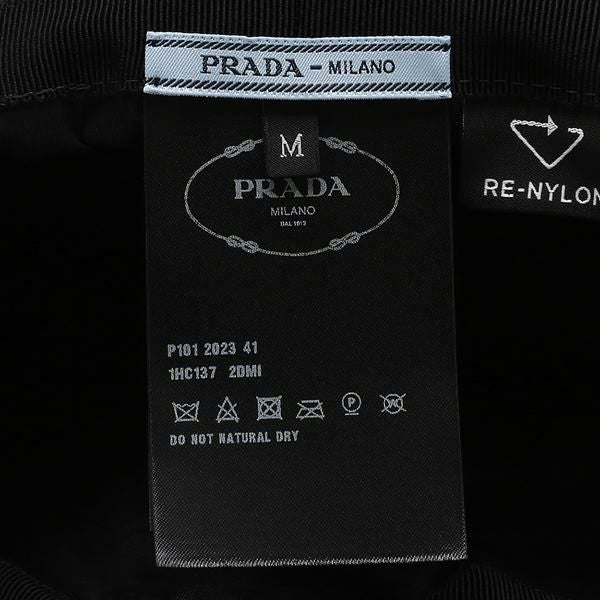 PRADA - MILANO
M
PRADA
MILANO
DAL 1913
RE-NYLON
P101 2023 41
1HC137 2DMI
P
DO NOT NATURAL DRY